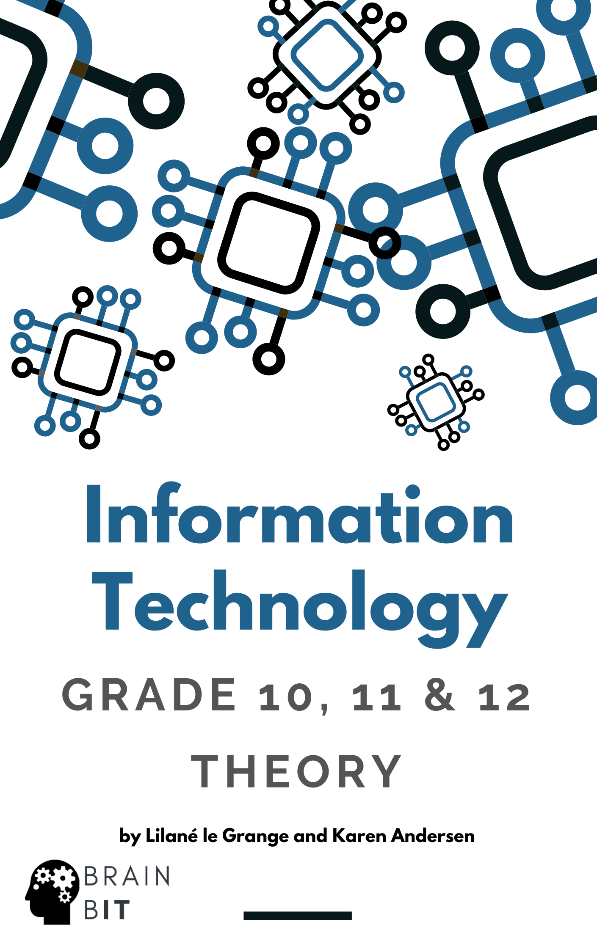 Information
Technology
GRADE 10, 11 & 12
THEORY
by Lilané le Grange and Karen Andersen
BRAIN
BIT